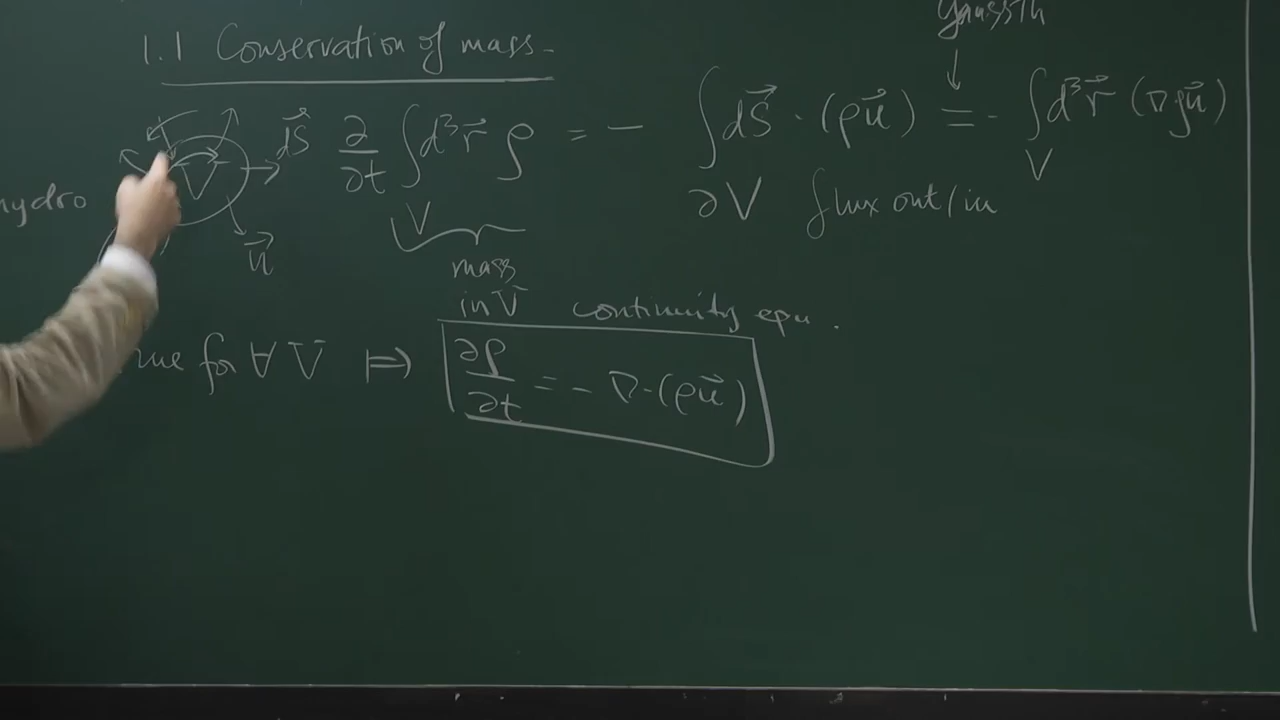 Gauss th
1.1 Conservation of mass.
↓
dS⃗ ∂/∂t ∫ d³r⃗ ρ = - ∫ dS⃗ · (ρu⃗) = - ∫ d³r⃗ (∇ρu⃗)
V
hydro V ∂V flux out/in V
u⃗
mass
in V continuity equ.
for ∀ V ⟹ ∂ρ/∂t = - ∇·(ρu⃗)